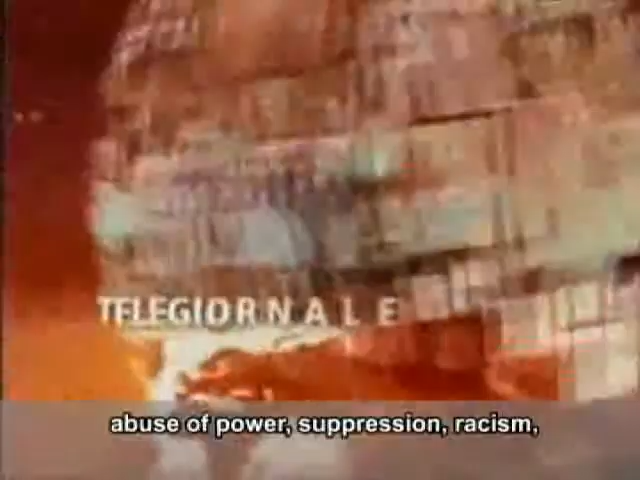 TELEGIORNALE
abuse of power, suppression, racism,